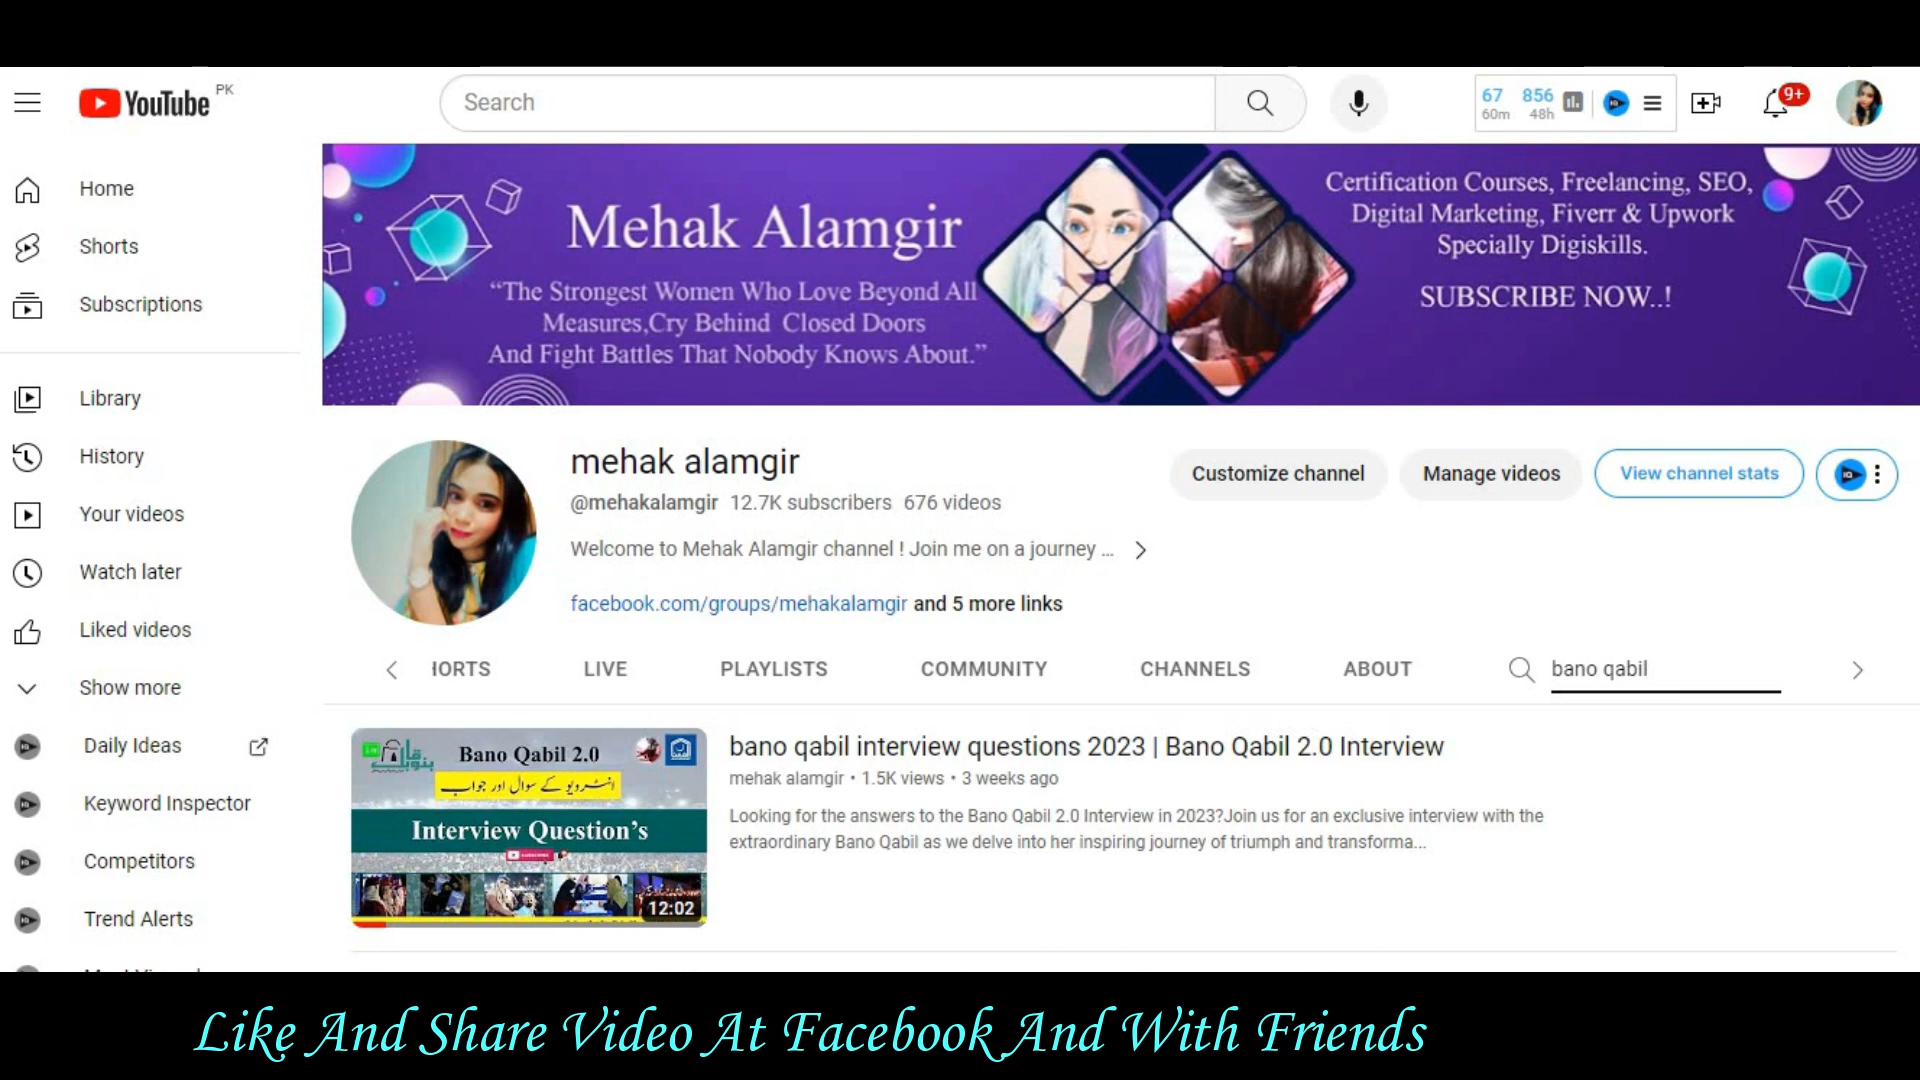 YouTube PK
Search
67 856
60m 48h
9+
Home
Shorts
Subscriptions
Library
History
Your videos
Watch later
Liked videos
Show more
Daily Ideas
Keyword Inspector
Competitors
Trend Alerts
Mehak Alamgir
“The Strongest Women Who Love Beyond All
Measures,Cry Behind Closed Doors
And Fight Battles That Nobody Knows About.”
Certification Courses, Freelancing, SEO,
Digital Marketing, Fiverr & Upwork
Specially Digiskills.
SUBSCRIBE NOW..!
mehak alamgir
@mehakalamgir 12.7K subscribers 676 videos
Welcome to Mehak Alamgir channel ! Join me on a journey ...
facebook.com/groups/mehakalamgir and 5 more links
Customize channel
Manage videos
View channel stats
HORTS LIVE PLAYLISTS COMMUNITY CHANNELS ABOUT bano qabil
Bano Qabil 2.0
انٹرویو کے سوال اور جواب
Interview Question’s
12:02
bano qabil interview questions 2023 | Bano Qabil 2.0 Interview
mehak alamgir • 1.5K views • 3 weeks ago
Looking for the answers to the Bano Qabil 2.0 Interview in 2023?Join us for an exclusive interview with the
extraordinary Bano Qabil as we delve into her inspiring journey of triumph and transforma...
Like And Share Video At Facebook And With Friends